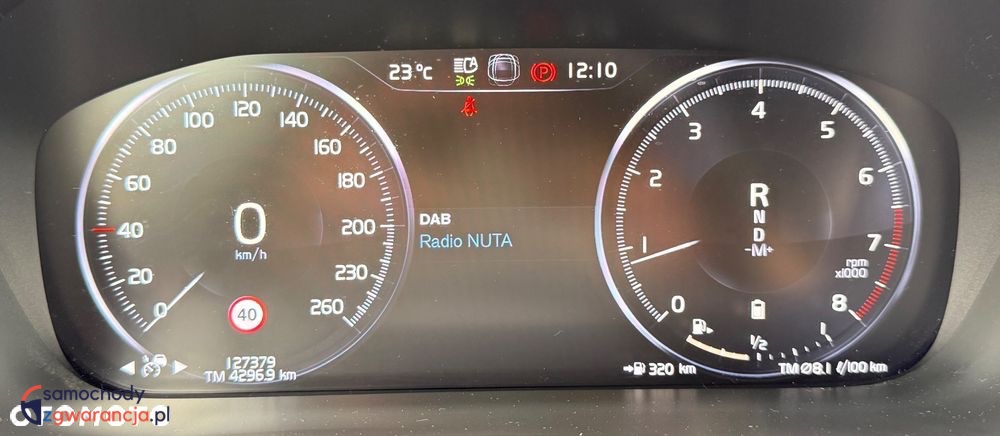 23 °C A P 12:10
0 20 40 60 80 100 120 140 160 180 200 230 260
0
km/h
40
127379
TM 4296.9 km
DAB
Radio NUTA
0 1 2 3 4 5 6 7 8
R
N
D
-M+
rpm
x1000
1/2 1
320 km
TM Ø8.1 ℓ/100 km
samochody
zgwarancja.pl